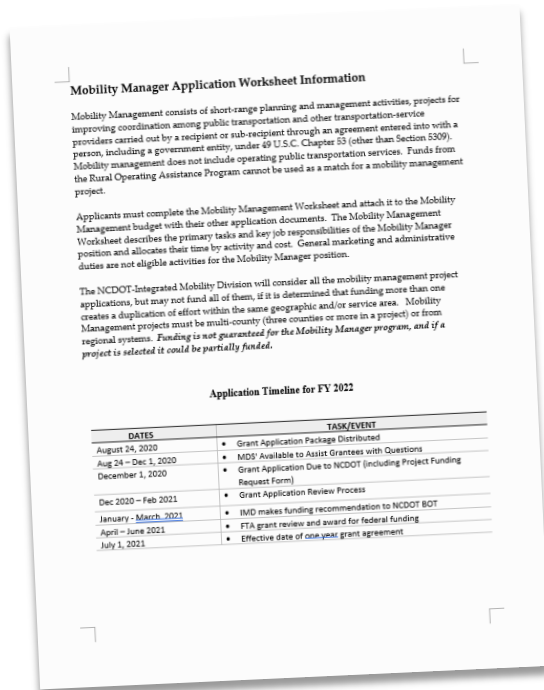 Mobility Manager Application Worksheet Information
Mobility Management consists of short-range planning and management activities, projects for
improving coordination among public transportation and other transportation-service
providers carried out by a recipient or sub-recipient through an agreement entered into with a
person, including a government entity, under 49 U.S.C. Chapter 53 (other than Section 5309).
Mobility management does not include operating public transportation services. Funds from
the Rural Operating Assistance Program cannot be used as a match for a mobility management
project.
Applicants must complete the Mobility Management Worksheet and attach it to the Mobility
Management budget with their other application documents. The Mobility Management
Worksheet describes the primary tasks and key job responsibilities of the Mobility Manager
position and allocates their time by activity and cost. General marketing and administrative
duties are not eligible activities for the Mobility Manager position.
The NCDOT-Integrated Mobility Division will consider all the mobility management project
applications, but may not fund all of them, if it is determined that funding more than one
creates a duplication of effort within the same geographic and/or service area. Mobility
Management projects must be multi-county (three counties or more in a project) or from
regional systems. Funding is not guaranteed for the Mobility Manager program, and if a
project is selected it could be partially funded.
Application Timeline for FY 2022
DATES TASK/EVENT
August 24, 2020 • Grant Application Package Distributed
Aug 24 – Dec 1, 2020 • MDS' Available to Assist Grantees with Questions
December 1, 2020 • Grant Application Due to NCDOT (including Project Funding
Request Form)
Dec 2020 – Feb 2021 • Grant Application Review Process
January - March 2021 • IMD makes funding recommendation to NCDOT BOT
April – June 2021 • FTA grant review and award for federal funding
July 1, 2021 • Effective date of one year grant agreement